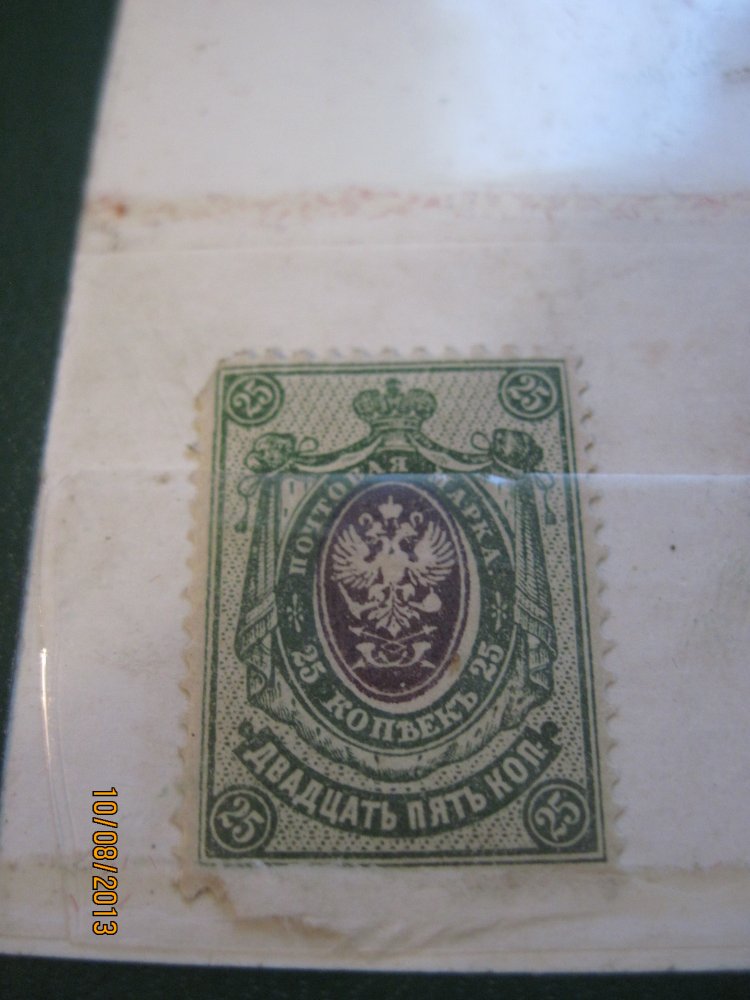 25 25
ПОЧТОВАЯ МАРКА
25 КОПѢЕКЪ 25
ДВАДЦАТЬ ПЯТЬ КОП.
25 25
10/08/2013